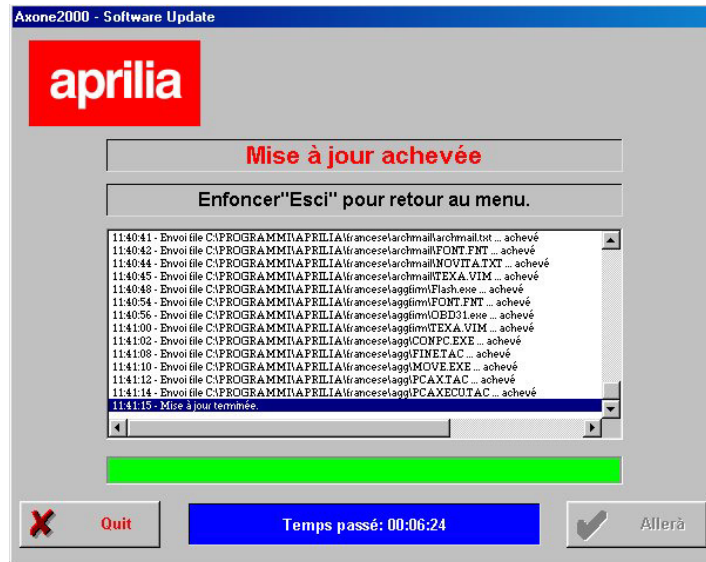 Axone2000 - Software Update
aprilia
Mise à jour achevée
Enfoncer"Esci" pour retour au menu.
11:40:41 - Envoi file C:\PROGRAMMI\APRILIA\francese\archmail\archmail.txt ... achevé
11:40:42 - Envoi file C:\PROGRAMMI\APRILIA\francese\archmail\FONT.FNT ... achevé
11:40:44 - Envoi file C:\PROGRAMMI\APRILIA\francese\archmail\NOVITA.TXT ... achevé
11:40:45 - Envoi file C:\PROGRAMMI\APRILIA\francese\archmail\TEXA.VIM ... achevé
11:40:48 - Envoi file C:\PROGRAMMI\APRILIA\francese\aggfirm\Flash.exe ... achevé
11:40:54 - Envoi file C:\PROGRAMMI\APRILIA\francese\aggfirm\FONT.FNT ... achevé
11:40:56 - Envoi file C:\PROGRAMMI\APRILIA\francese\aggfirm\OBD31.exe ... achevé
11:41:00 - Envoi file C:\PROGRAMMI\APRILIA\francese\aggfirm\TEXA.VIM ... achevé
11:41:02 - Envoi file C:\PROGRAMMI\APRILIA\francese\agg\CONPC.EXE ... achevé
11:41:08 - Envoi file C:\PROGRAMMI\APRILIA\francese\agg\FINE.TAC ... achevé
11:41:10 - Envoi file C:\PROGRAMMI\APRILIA\francese\agg\MOVE.EXE ... achevé
11:41:12 - Envoi file C:\PROGRAMMI\APRILIA\francese\agg\PCAX.TAC ... achevé
11:41:14 - Envoi file C:\PROGRAMMI\APRILIA\francese\agg\PCAXECU.TAC ... achevé
11:41:15 - Mise à jour terminée.
Quit
Temps passé: 00:06:24
Allerà